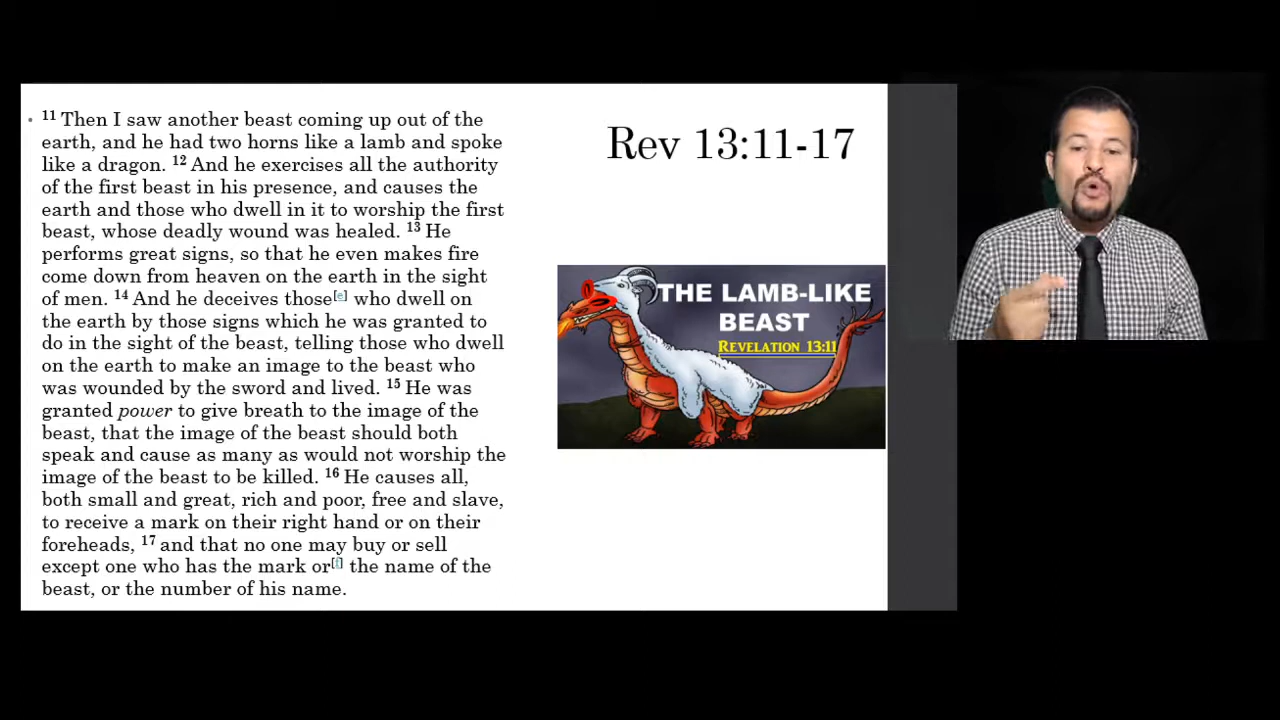 • ¹¹ Then I saw another beast coming up out of the
earth, and he had two horns like a lamb and spoke
like a dragon. ¹² And he exercises all the authority
of the first beast in his presence, and causes the
earth and those who dwell in it to worship the first
beast, whose deadly wound was healed. ¹³ He
performs great signs, so that he even makes fire
come down from heaven on the earth in the sight
of men. ¹⁴ And he deceives those[e] who dwell on
the earth by those signs which he was granted to
do in the sight of the beast, telling those who dwell
on the earth to make an image to the beast who
was wounded by the sword and lived. ¹⁵ He was
granted power to give breath to the image of the
beast, that the image of the beast should both
speak and cause as many as would not worship the
image of the beast to be killed. ¹⁶ He causes all,
both small and great, rich and poor, free and slave,
to receive a mark on their right hand or on their
foreheads, ¹⁷ and that no one may buy or sell
except one who has the mark or[f] the name of the
beast, or the number of his name.
Rev 13:11-17
THE LAMB-LIKE
BEAST
REVELATION 13:11